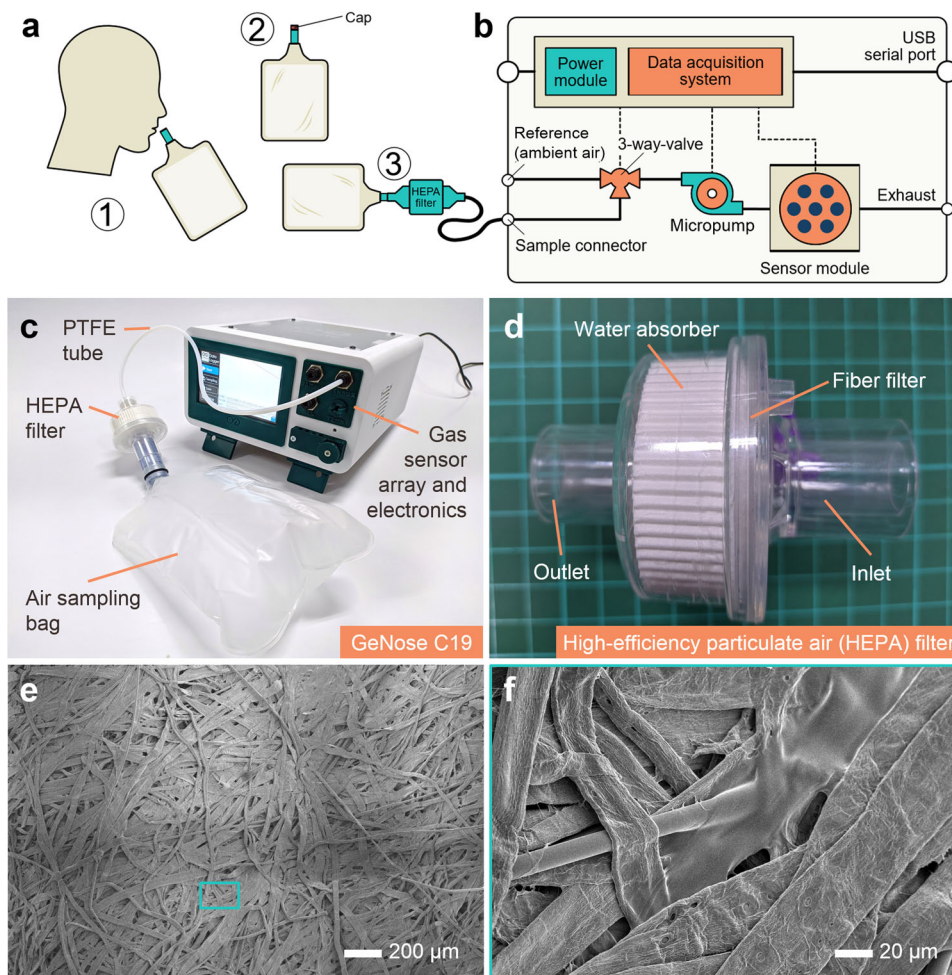 a
1
2
Cap
3
HEPA
filter
b
USB
serial port
Power
module
Data acquisition
system
Reference
(ambient air)
3-way-valve
Micropump
Exhaust
Sample connector
Sensor module
c
PTFE
tube
HEPA
filter
Gas
sensor
array and
electronics
Air sampling
bag
GeNose C19
d
Water absorber
Fiber filter
Outlet
Inlet
High-efficiency particulate air (HEPA) filter
e
200 µm
f
20 µm